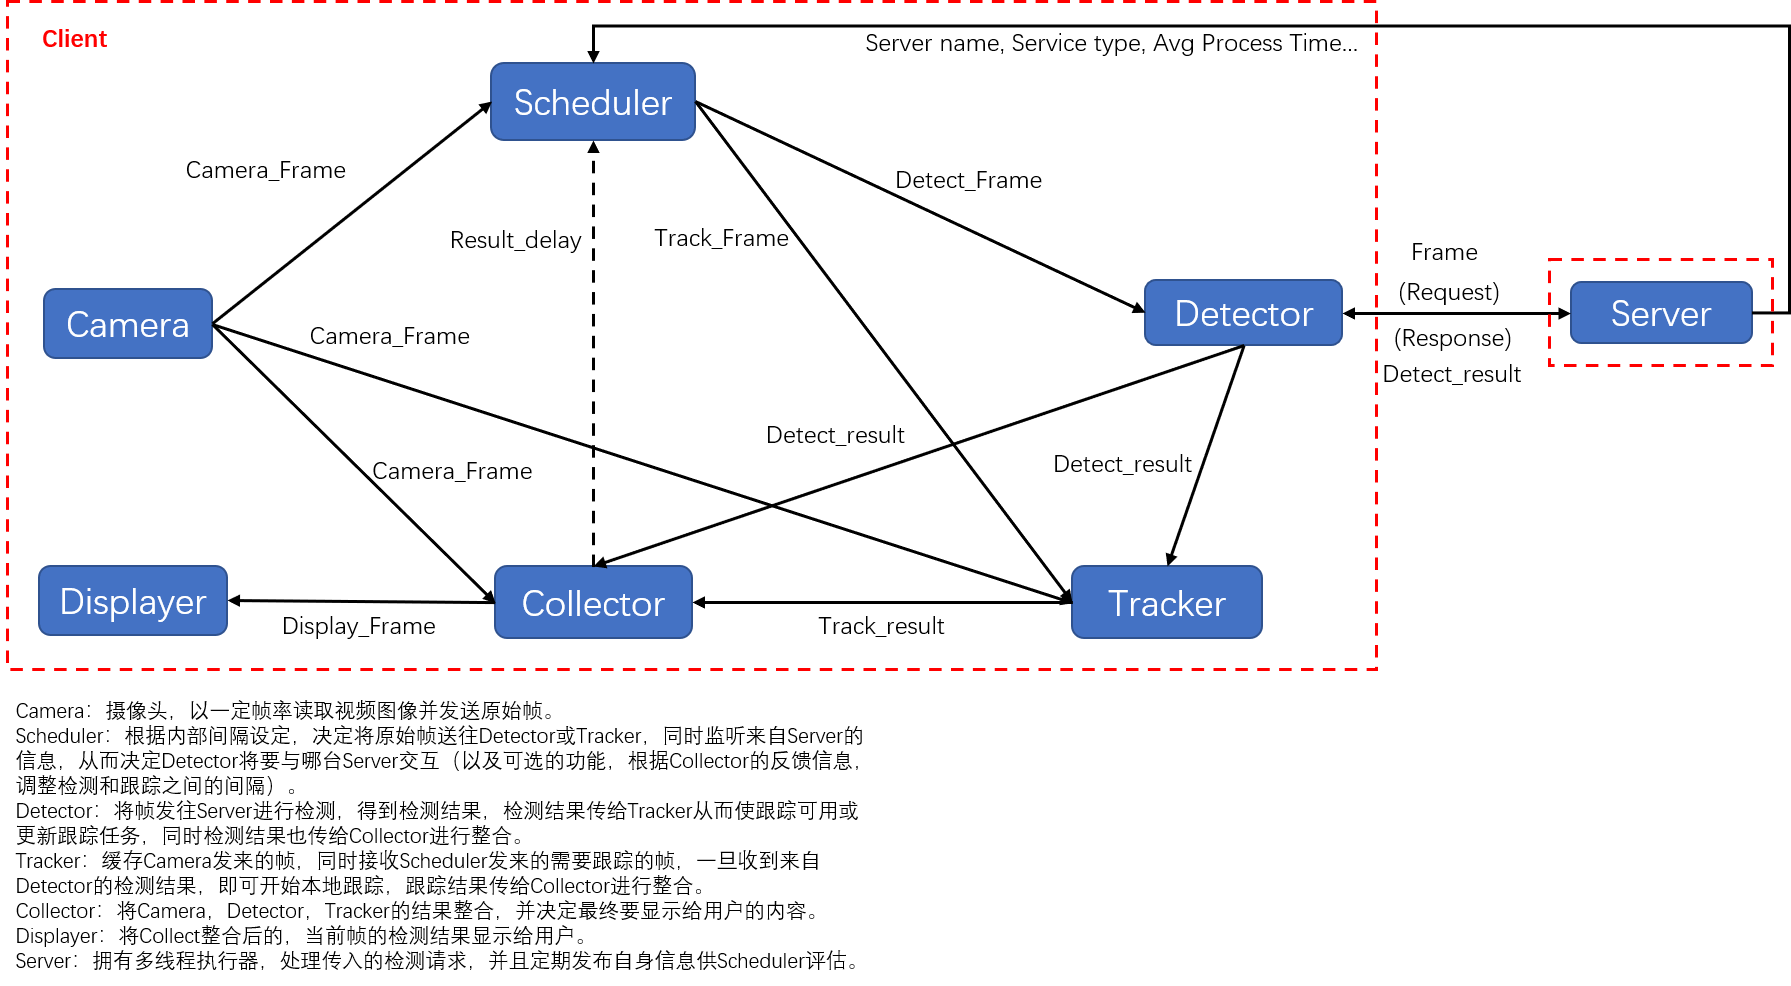 Client
Server name, Service type, Avg Process Time...
Scheduler
Camera_Frame
Detect_Frame
Result_delay
Track_Frame
Frame
(Request)
Camera
Camera_Frame
Detector
Server
(Response)
Detect_result
Detect_result
Detect_result
Camera_Frame
Displayer
Collector
Tracker
Display_Frame
Track_result
Camera：摄像头，以一定帧率读取视频图像并发送原始帧。
Scheduler：根据内部间隔设定，决定将原始帧送往Detector或Tracker，同时监听来自Server的
信息，从而决定Detector将要与哪台Server交互（以及可选的功能，根据Collector的反馈信息，
调整检测和跟踪之间的间隔）。
Detector：将帧发往Server进行检测，得到检测结果，检测结果传给Tracker从而使跟踪可用或
更新跟踪任务，同时检测结果也传给Collector进行整合。
Tracker：缓存Camera发来的帧，同时接收Scheduler发来的需要跟踪的帧，一旦收到来自
Detector的检测结果，即可开始本地跟踪，跟踪结果传给Collector进行整合。
Collector：将Camera，Detector，Tracker的结果整合，并决定最终要显示给用户的内容。
Displayer：将Collect整合后的，当前帧的检测结果显示给用户。
Server：拥有多线程执行器，处理传入的检测请求，并且定期发布自身信息供Scheduler评估。